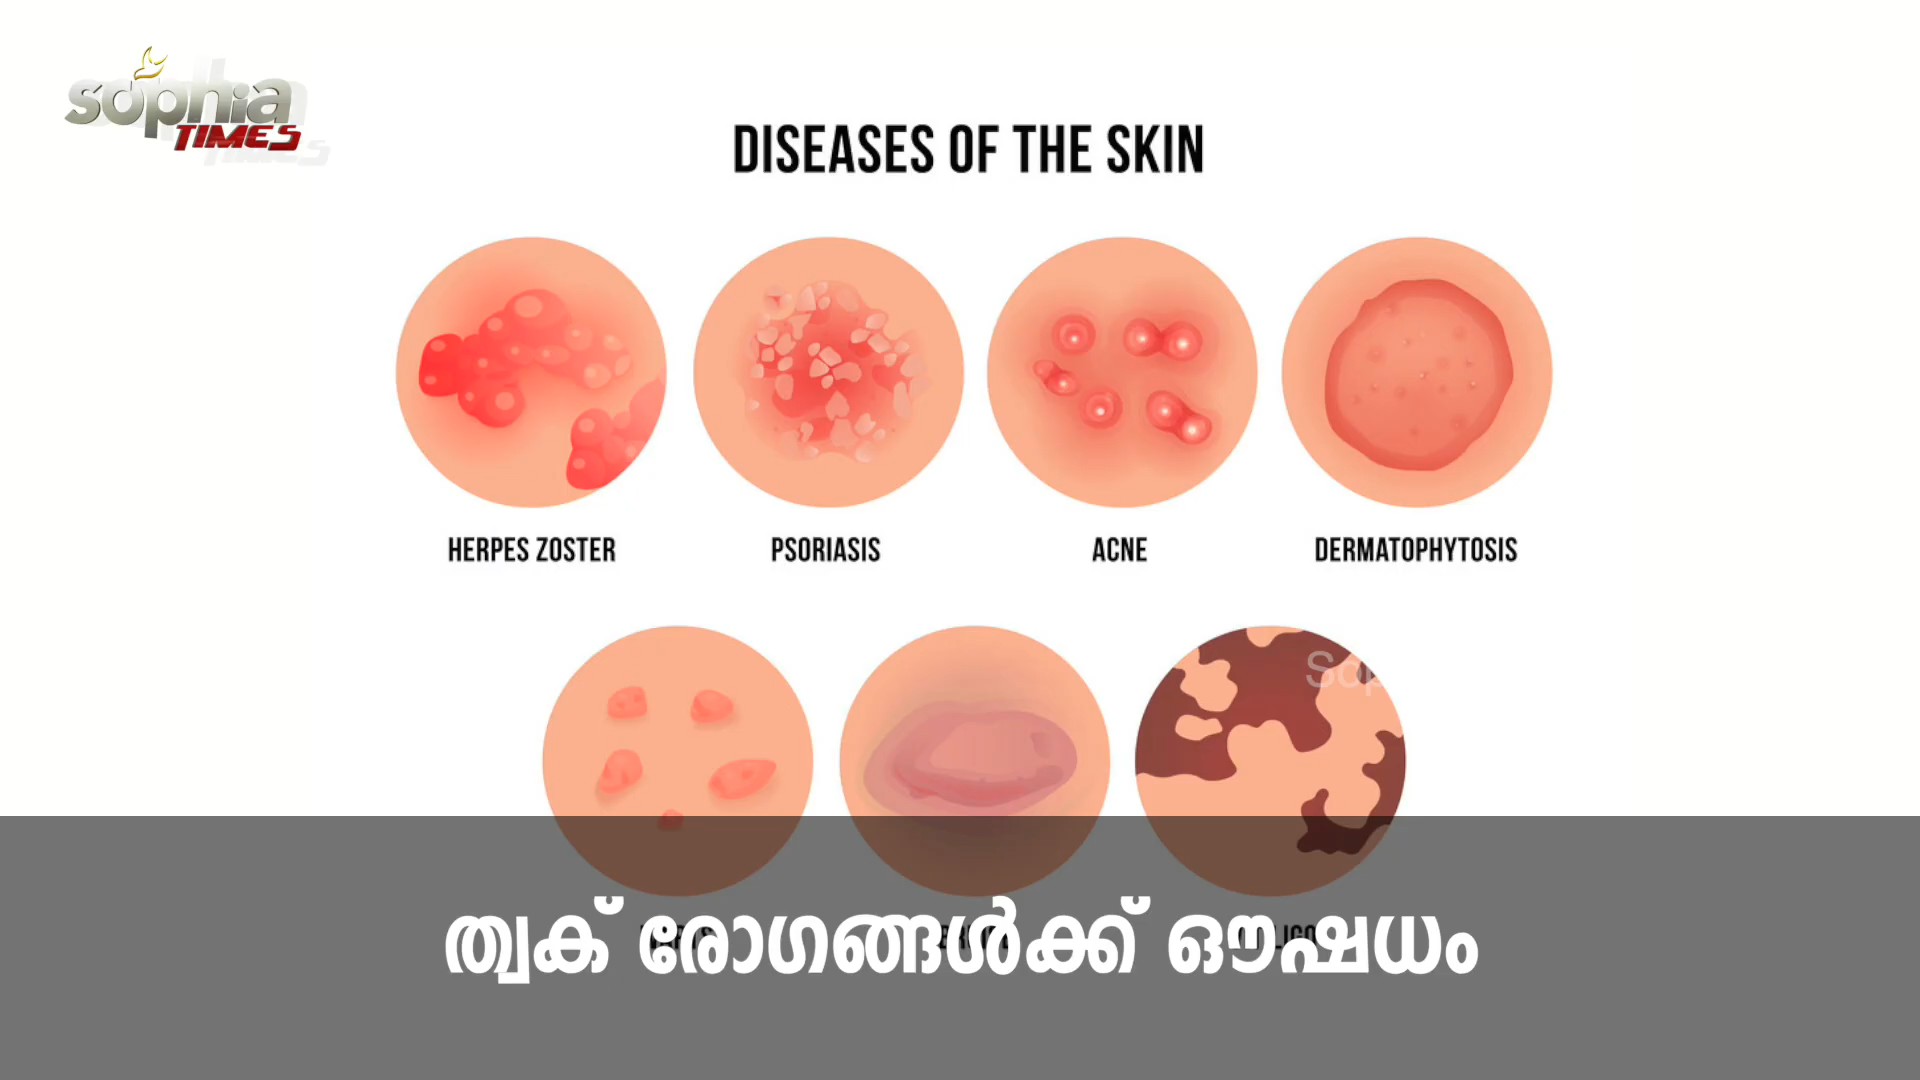 sophia
TIMES
DISEASES OF THE SKIN
HERPES ZOSTER
PSORIASIS
ACNE
DERMATOPHYTOSIS
ത്വക് രോഗങ്ങൾക്ക് ഔഷധം